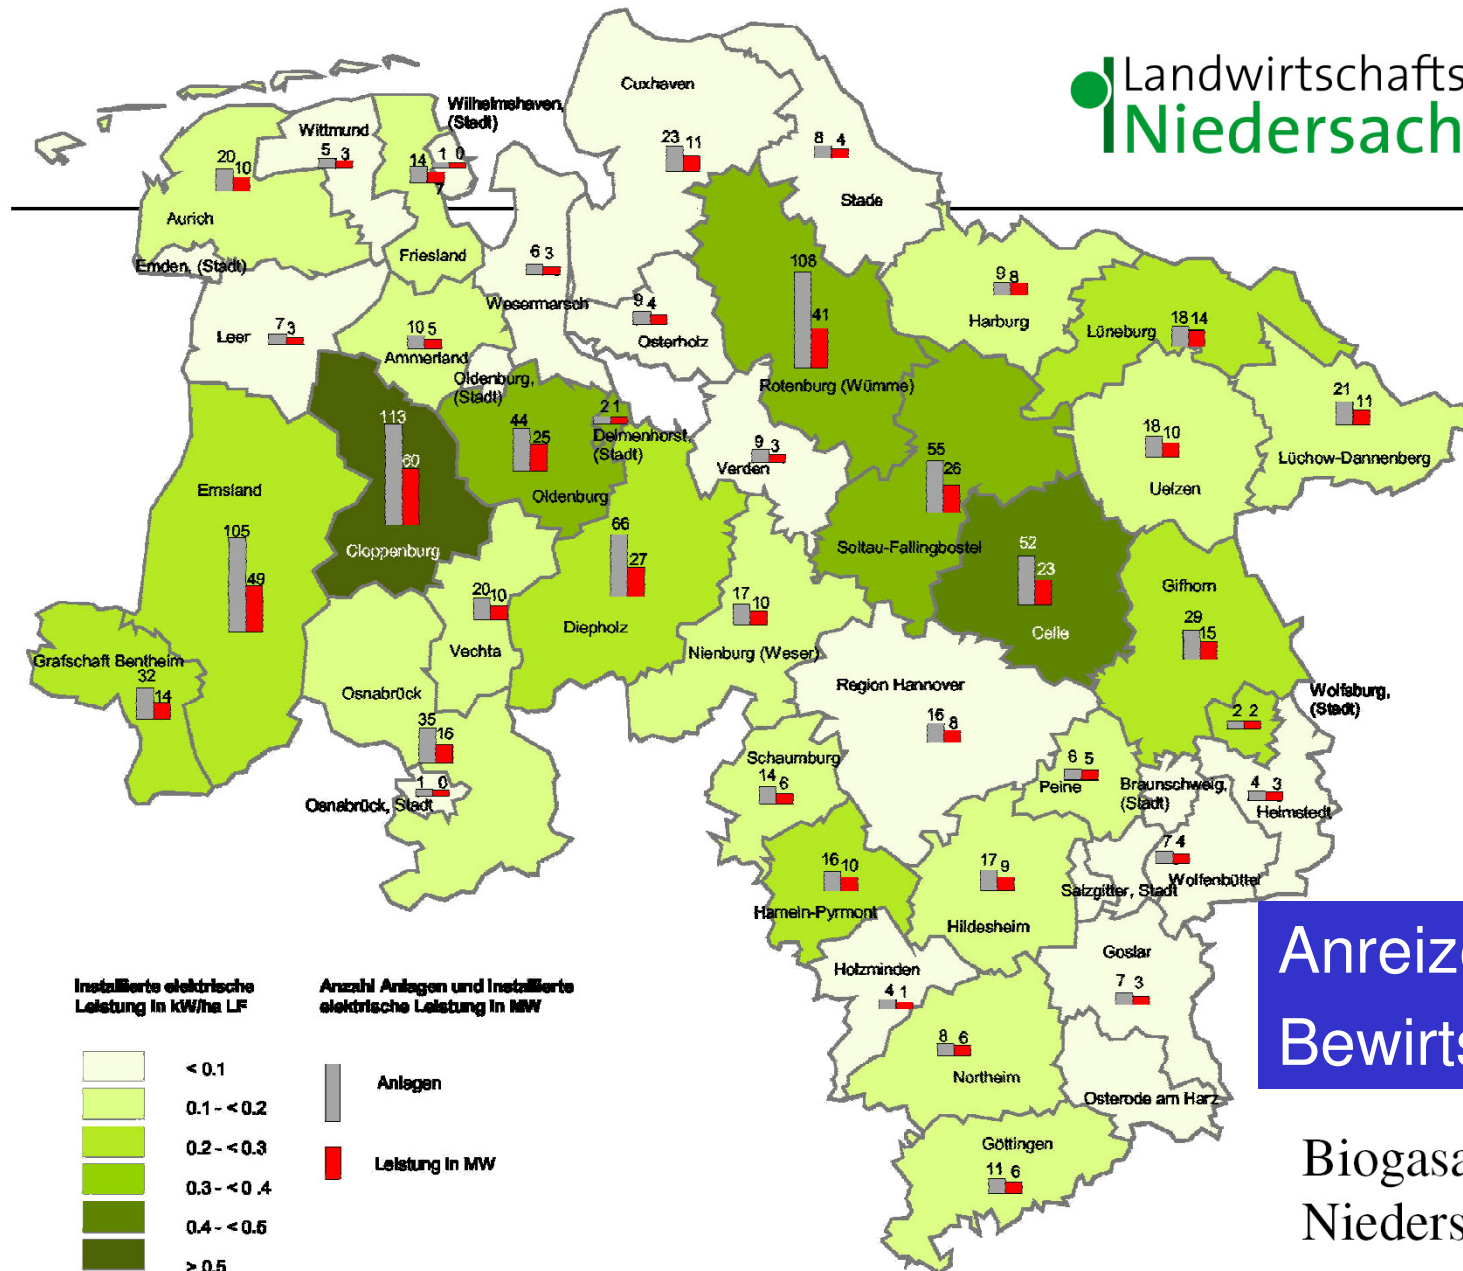 Landwirtschafts
Niedersach
Cuxhaven
23 11
8 4
Stade
Wilhelmshaven,
(Stadt)
1 0
Wittmund
5 3
14
7
Friesland
20
10
Aurich
Emden, (Stadt)
6 3
Wesermarsch
9 4
Osterholz
108
41
Rotenburg (Wümme)
9 8
Harburg
Lüneburg
18 14
Leer
7 3
10 5
Ammerland
Oldenburg,
(Stadt)
21
11
Lüchow-Dannenberg
18
10
Uelzen
113
60
Cloppenburg
44
25
Oldenburg
2 1
Delmenhorst,
(Stadt)
9 3
Verden
55
26
Soltau-Fallingbostel
52
23
Celle
Emsland
105
49
66
27
Diepholz
20 10
Vechta
17
10
Nienburg (Weser)
Gifhorn
29
15
Grafschaft Bentheim
32
14
Osnabrück
35
16
1 0
Osnabrück, Stadt
Region Hannover
16
8
Wolfsburg,
(Stadt)
2 2
Schaumburg
14
6
6 5
Peine
Braunschweig,
(Stadt)
4 3
Helmstedt
16
10
Hameln-Pyrmont
17
9
Hildesheim
7 4
Wolfenbüttel
Salzgitter, Stadt
Holzminden
4 1
Goslar
7 3
8 6
Northeim
Osterode am Harz
Göttingen
11
6
Installierte elektrische
Leistung in kW/ha LF
< 0.1
0.1 - < 0.2
0.2 - < 0.3
0.3 - < 0 .4
0.4 - < 0.5
> 0.5
Anzahl Anlagen und installierte
elektrische Leistung in MW
Anlagen
Leistung in MW
Anreize
Bewirts
Biogasa
Nieders